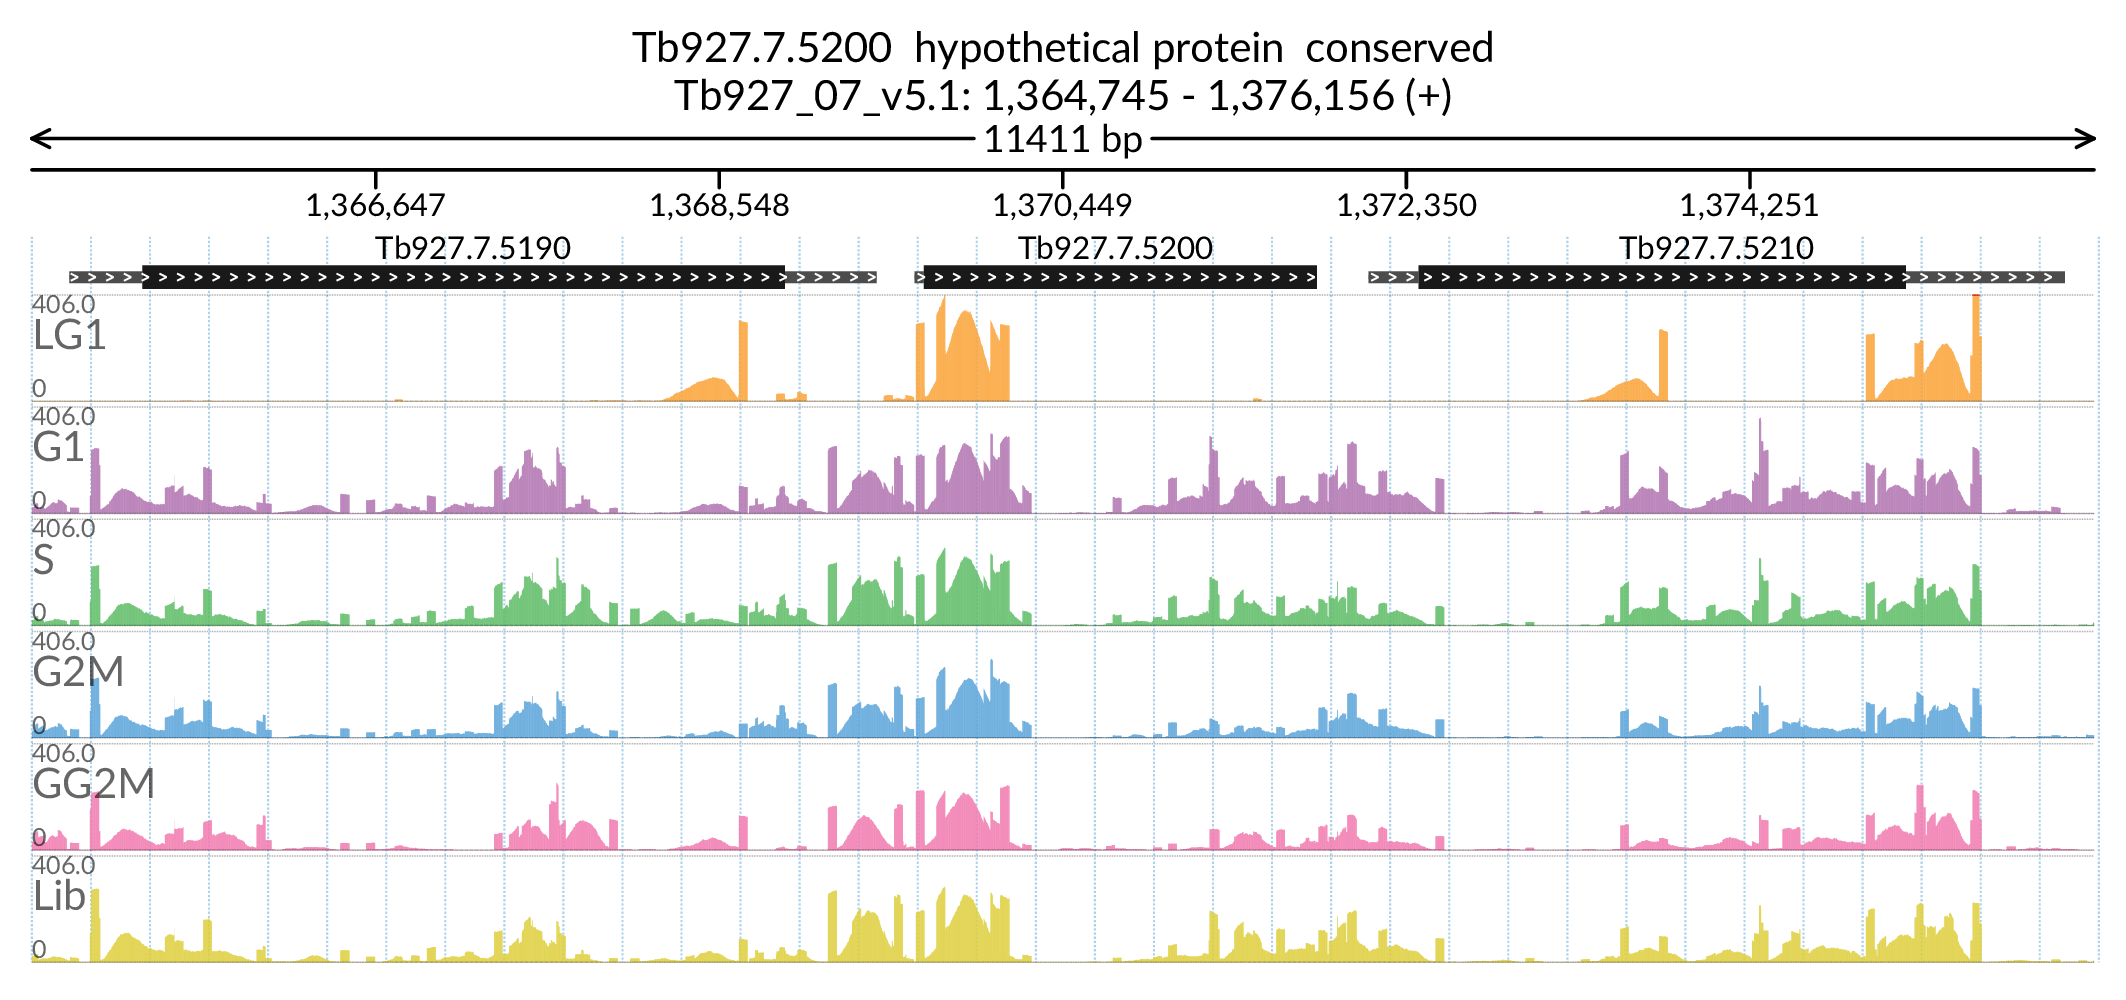 Tb927.7.5200  hypothetical protein  conserved
Tb927_07_v5.1: 1,364,745 - 1,376,156 (+)
11411 bp
1,366,647 1,368,548 1,370,449 1,372,350 1,374,251
Tb927.7.5190 Tb927.7.5200 Tb927.7.5210
406.0
LG1
0
406.0
G1
0
406.0
S
0
406.0
G2M
0
406.0
GG2M
0
406.0
Lib
0